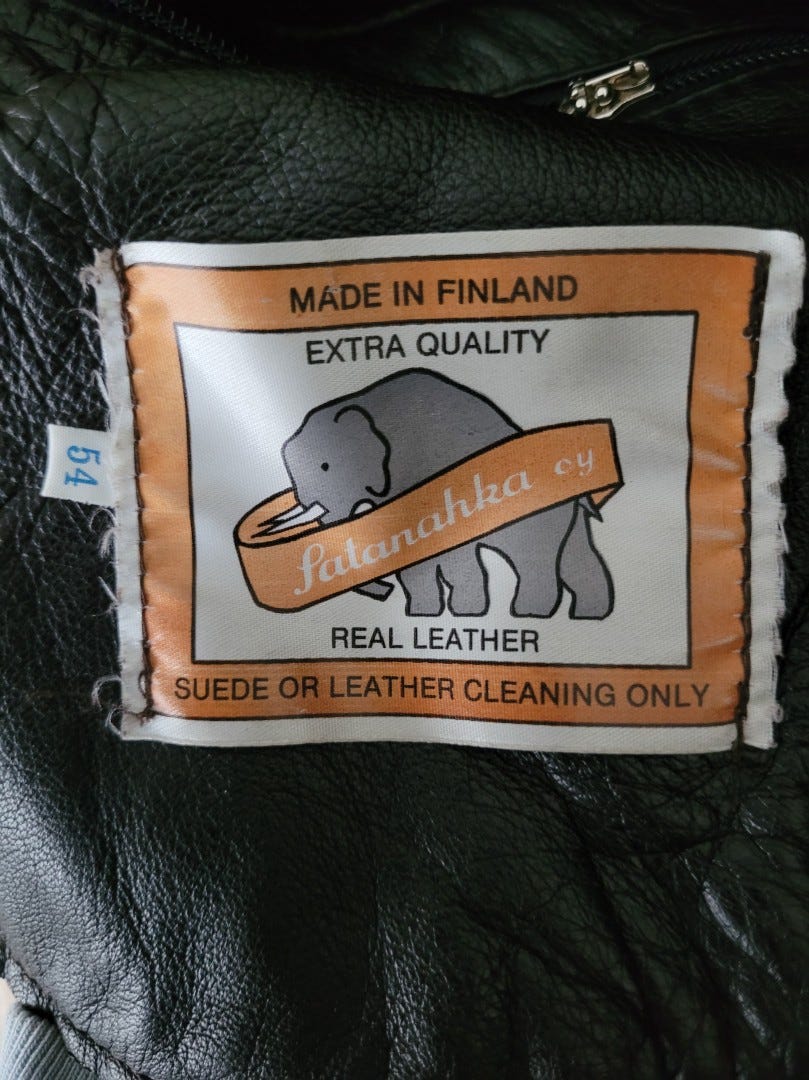 MADE IN FINLAND
EXTRA QUALITY
Satanahka oy
REAL LEATHER
SUEDE OR LEATHER CLEANING ONLY
54